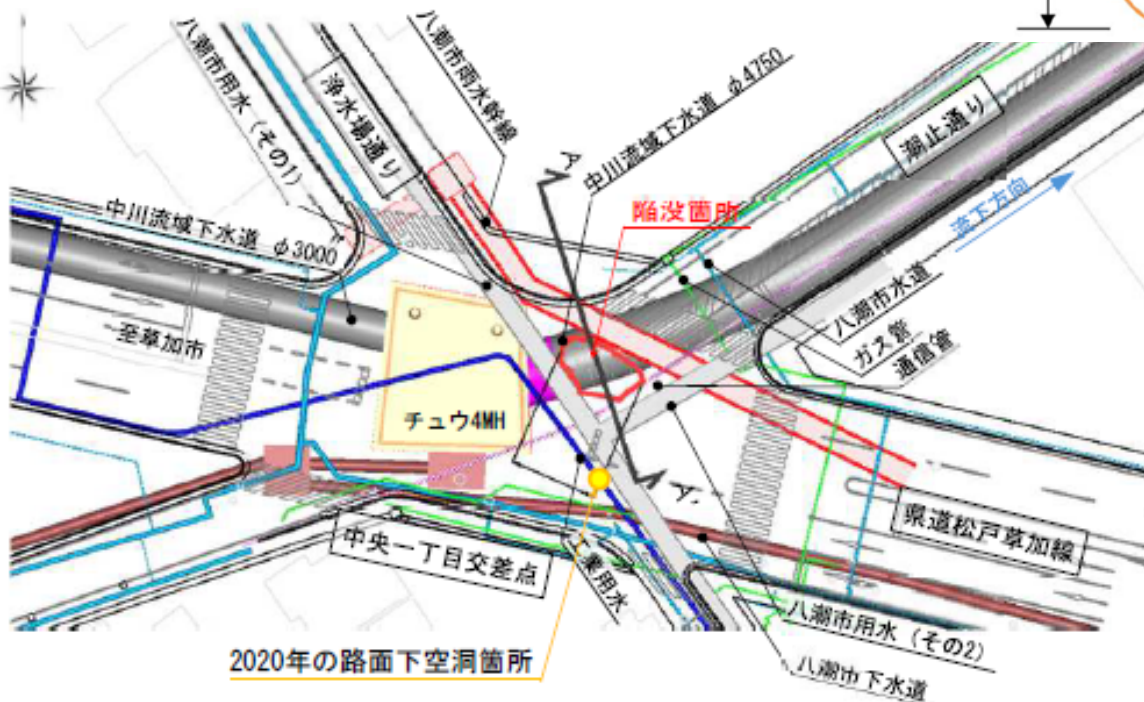 八潮市雨水幹線
浄水場通り
八潮市用水（その1）
中川流域下水道 φ4750
潮止通り
陥没箇所
流下方向
A
中川流域下水道 φ3000
至草加市
八潮市水道
ガス管
通信管
チュウ4MH
A'
県道松戸草加線
中央一丁目交差点
業用水
八潮市用水（その2）
八潮市下水道
2020年の路面下空洞箇所